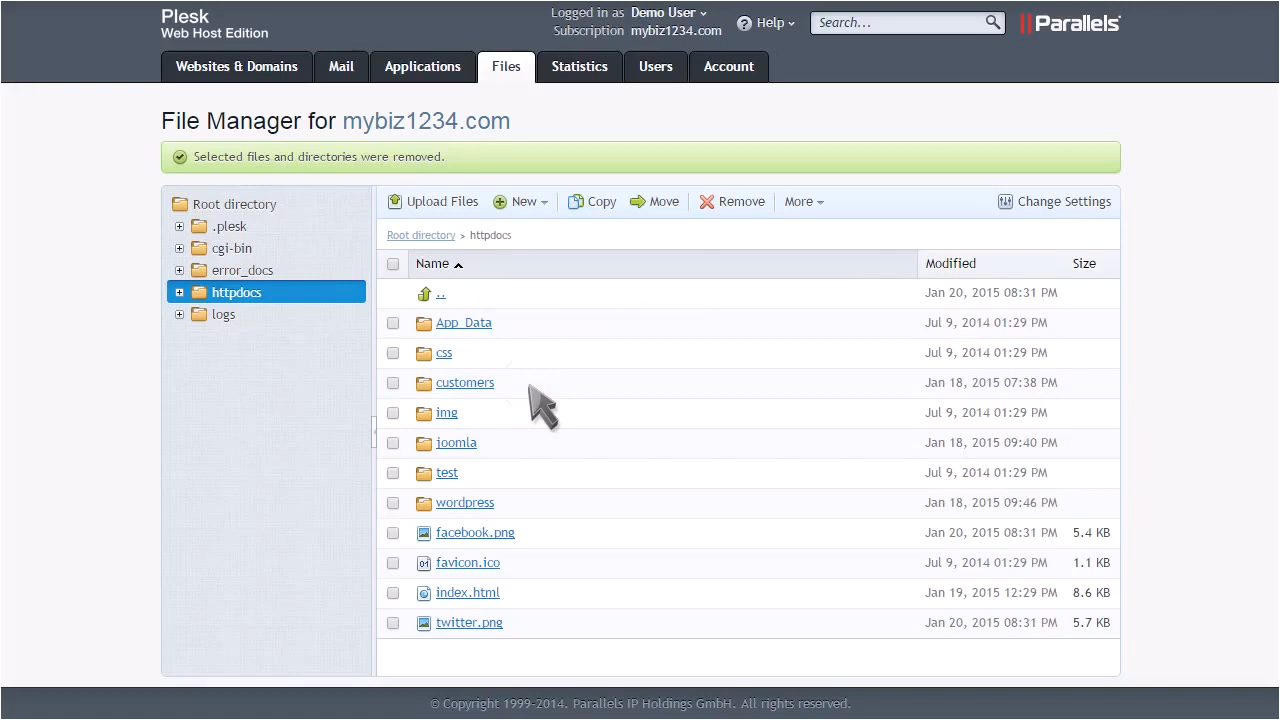 Plesk
Web Host Edition
Logged in as Demo User
Subscription mybiz1234.com
Help
Search...
Parallels
Websites & Domains Mail Applications Files Statistics Users Account
File Manager for mybiz1234.com
Selected files and directories were removed.
Root directory
.plesk
cgi-bin
error_docs
httpdocs
logs
Upload Files New Copy Move Remove More Change Settings
Root directory > httpdocs
Name Modified Size
.. Jan 20, 2015 08:31 PM
App_Data Jul 9, 2014 01:29 PM
css Jul 9, 2014 01:29 PM
customers Jan 18, 2015 07:38 PM
img Jul 9, 2014 01:29 PM
joomla Jan 18, 2015 09:40 PM
test Jul 9, 2014 01:29 PM
wordpress Jan 18, 2015 09:46 PM
facebook.png Jan 20, 2015 08:31 PM 5.4 KB
favicon.ico Jul 9, 2014 01:29 PM 1.1 KB
index.html Jan 19, 2015 12:29 PM 8.6 KB
twitter.png Jan 20, 2015 08:31 PM 5.7 KB
© Copyright 1999-2014. Parallels IP Holdings GmbH. All rights reserved.